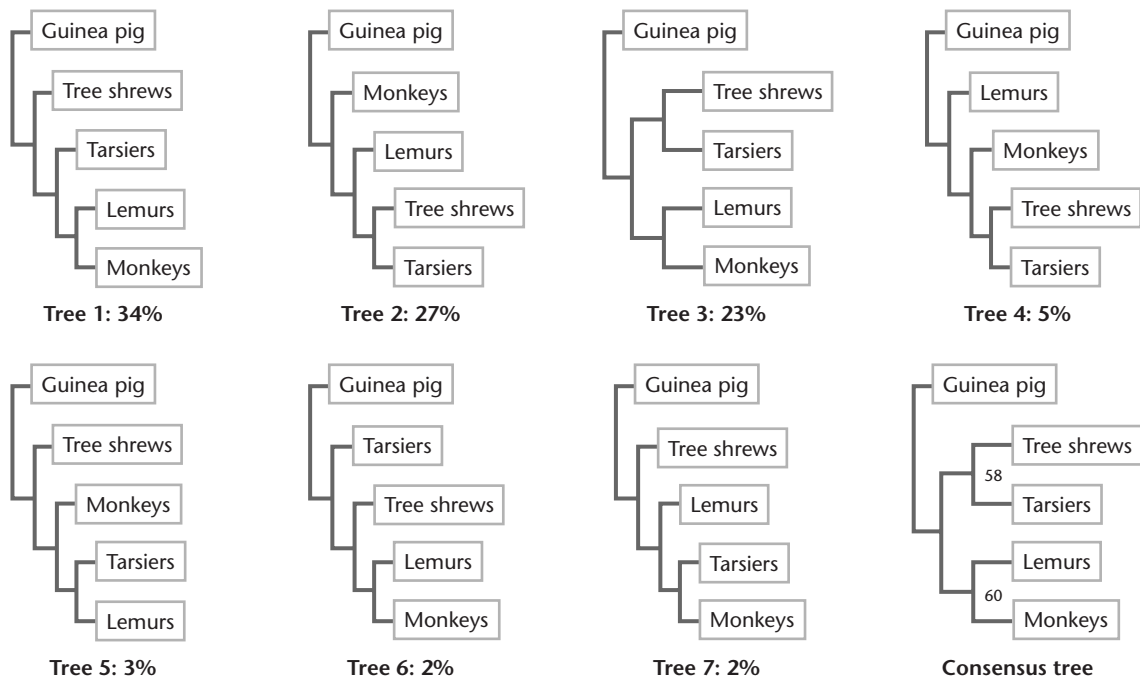 Guinea pig
Tree shrews
Tarsiers
Lemurs
Monkeys
Tree 1: 34%
Guinea pig
Monkeys
Lemurs
Tree shrews
Tarsiers
Tree 2: 27%
Guinea pig
Tree shrews
Tarsiers
Lemurs
Monkeys
Tree 3: 23%
Guinea pig
Lemurs
Monkeys
Tree shrews
Tarsiers
Tree 4: 5%
Guinea pig
Tree shrews
Monkeys
Tarsiers
Lemurs
Tree 5: 3%
Guinea pig
Tarsiers
Tree shrews
Lemurs
Monkeys
Tree 6: 2%
Guinea pig
Tree shrews
Lemurs
Tarsiers
Monkeys
Tree 7: 2%
Guinea pig
Tree shrews
58
Tarsiers
Lemurs
60
Monkeys
Consensus tree